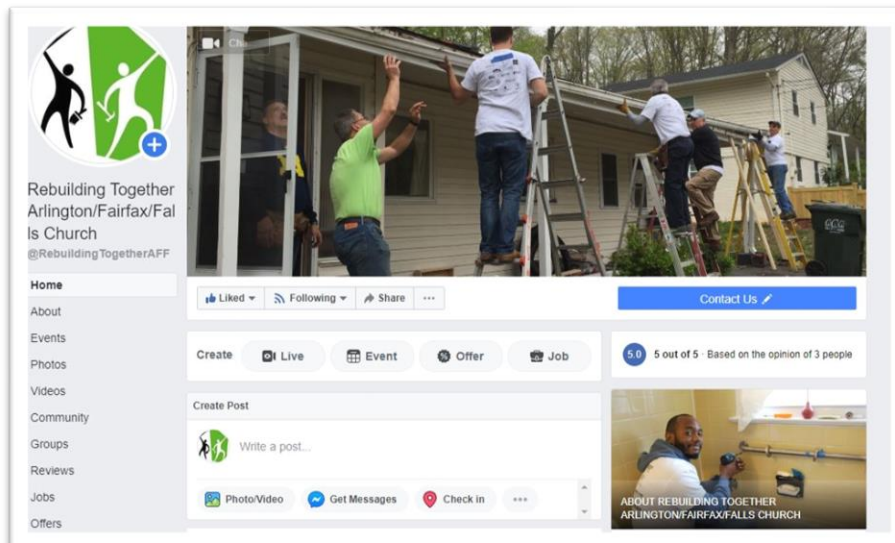 Rebuilding Together
Arlington/Fairfax/Fal
ls Church
@RebuildingTogetherAFF
Home
About
Events
Photos
Videos
Community
Groups
Reviews
Jobs
Offers
Liked
Following
Share
Contact Us
Create
Live
Event
Offer
Job
5.0
5 out of 5 · Based on the opinion of 3 people
Create Post
Write a post...
Photo/Video
Get Messages
Check in
ABOUT REBUILDING TOGETHER
ARLINGTON/FAIRFAX/FALLS CHURCH